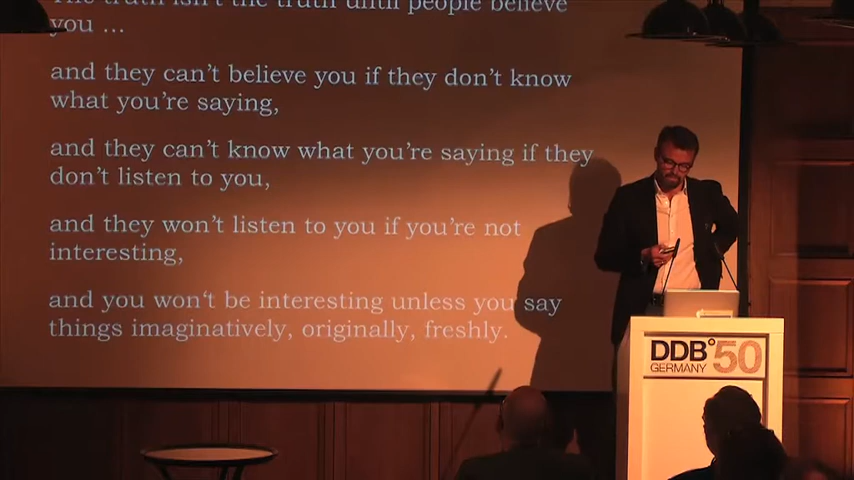 The truth isn't the truth until people believe
you ...
and they can't believe you if they don't know
what you're saying,
and they can't know what you're saying if they
don't listen to you,
and they won't listen to you if you're not
interesting,
and you won't be interesting unless you say
things imaginatively, originally, freshly.
DDB°50
GERMANY